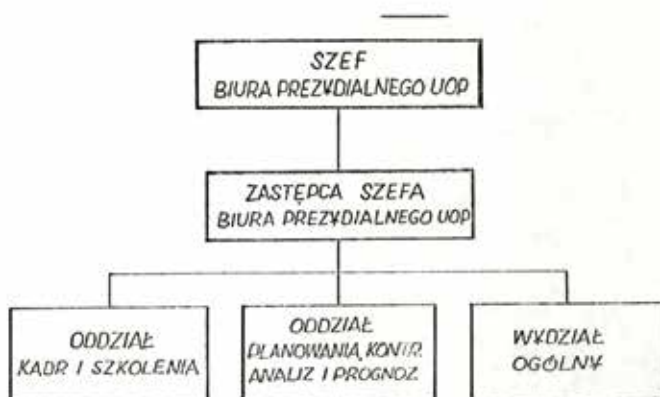 SZEF
BIURA PREZYDIALNEGO UOP
ZASTĘPCA SZEFA
BIURA PREZYDIALNEGO UOP
ODDZIAŁ
KADR I SZKOLENIA
ODDZIAŁ
PLANOWANIA, KONTR.
ANALIZ I PROGNOZ
WYDZIAŁ
OGÓLNY